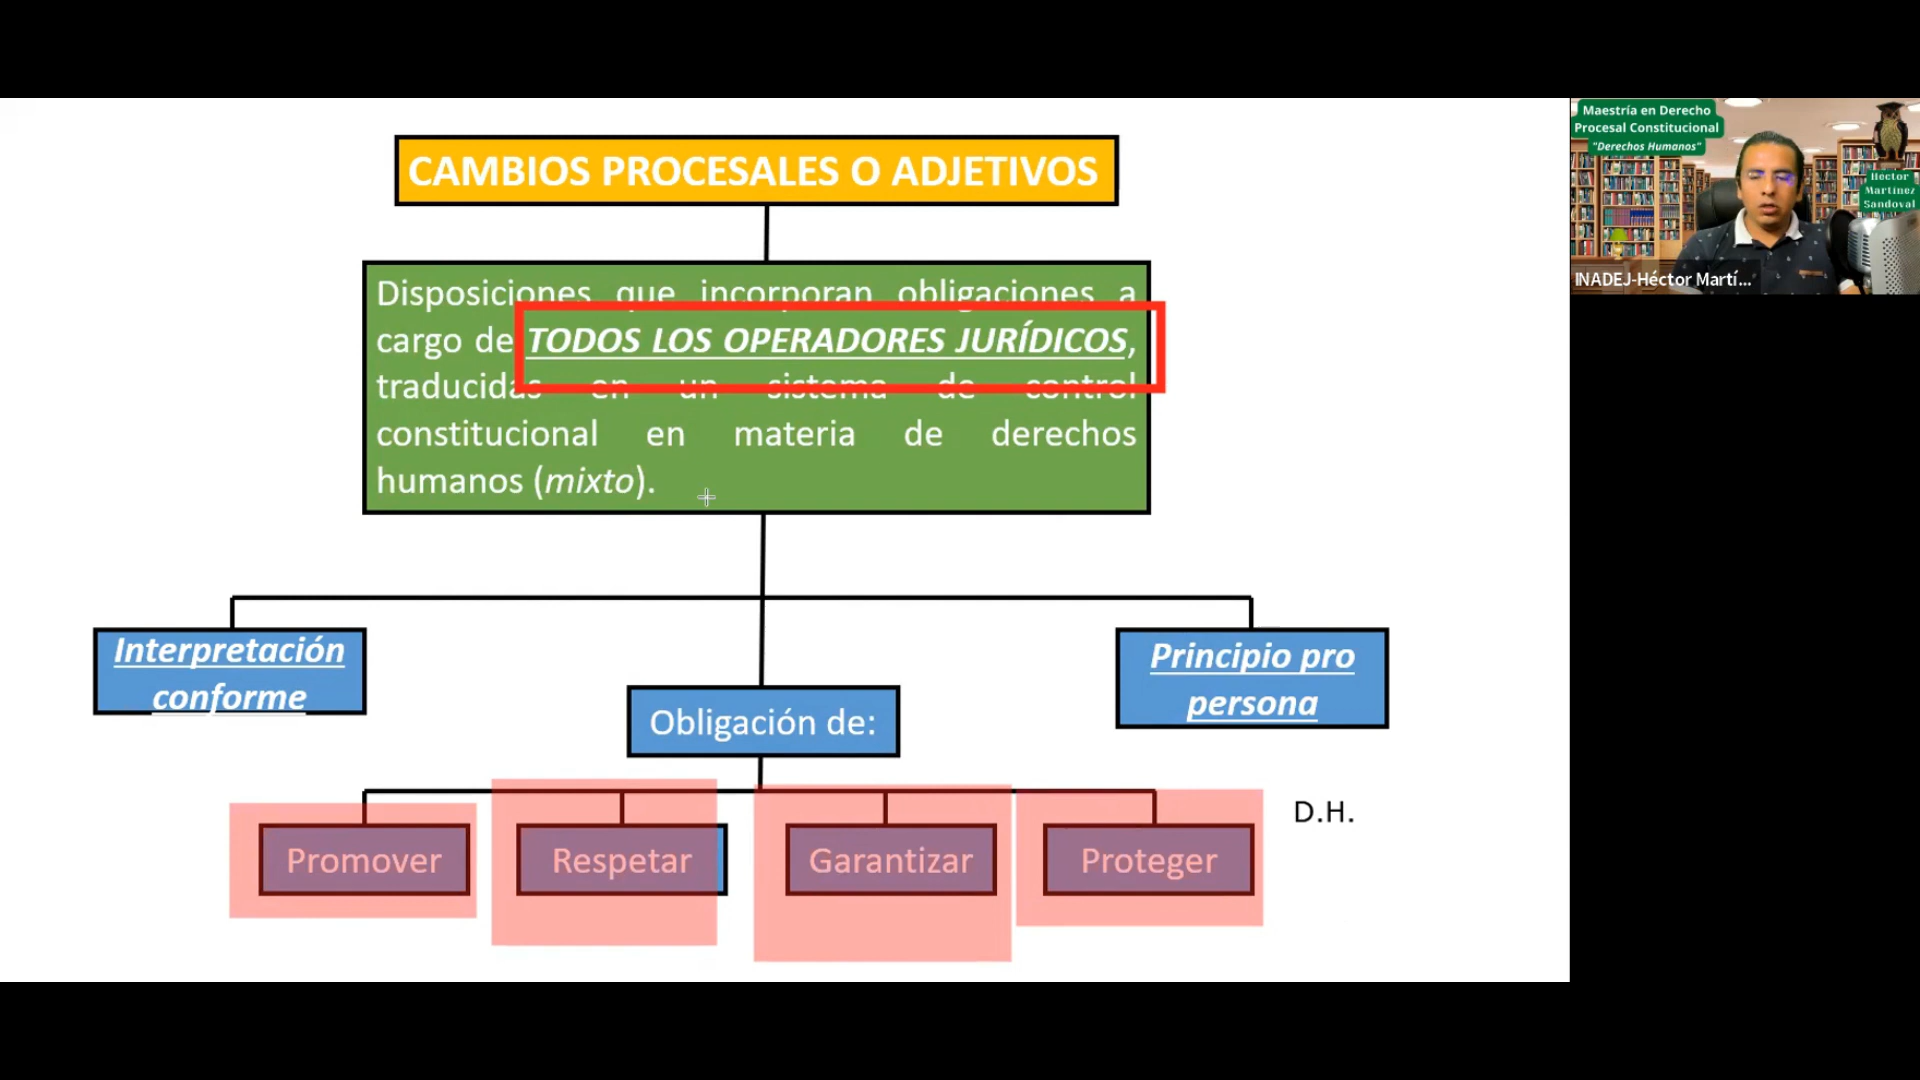 CAMBIOS PROCESALES O ADJETIVOS
Disposiciones que incorporan obligaciones a
cargo de TODOS LOS OPERADORES JURÍDICOS,
traducidas en un sistema de control
constitucional en materia de derechos
humanos (mixto).
Interpretación
conforme
Obligación de:
Principio pro
persona
Promover
Respetar
Garantizar
Proteger
D.H.
Maestría en Derecho
Procesal Constitucional
"Derechos Humanos"
Hector
Martínez
Sandoval
INADEJ-Héctor Martí...